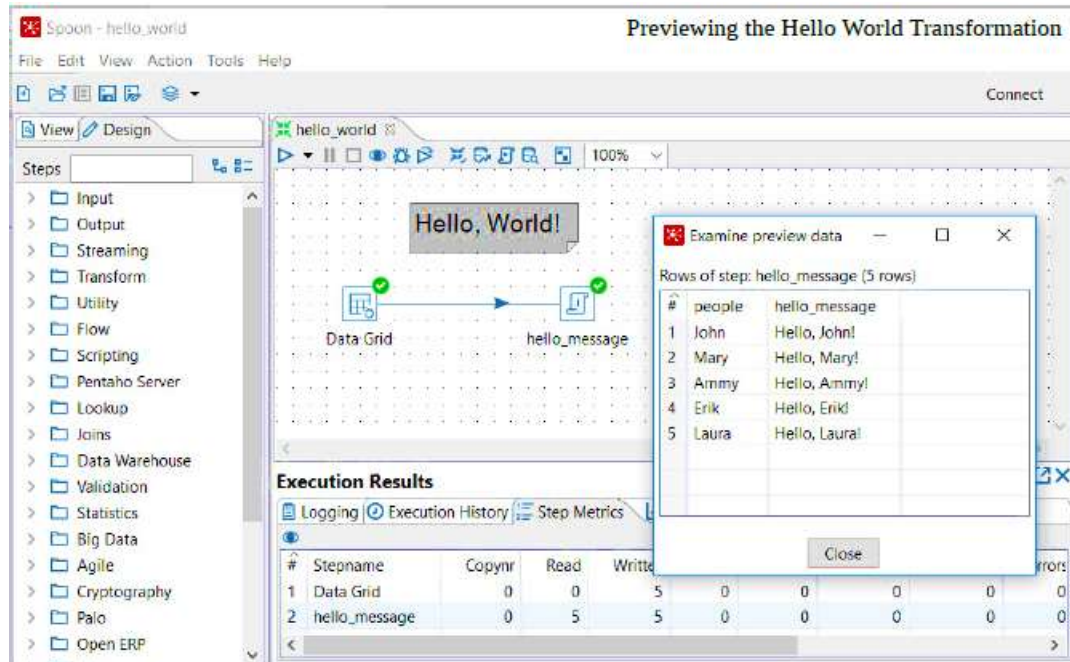 Spoon - hello_world
Previewing the Hello World Transformation
File Edit View Action Tools Help
Connect
View Design
hello_world
Steps
100%
Input
Output
Streaming
Transform
Utility
Flow
Scripting
Pentaho Server
Lookup
Joins
Data Warehouse
Validation
Statistics
Big Data
Agile
Cryptography
Palo
Open ERP
Hello, World!
Data Grid
hello_message
Examine preview data
Rows of step: hello_message (5 rows)
# people hello_message
1 John Hello, John!
2 Mary Hello, Mary!
3 Ammy Hello, Ammy!
4 Erik Hello, Erik!
5 Laura Hello, Laura!
Close
Execution Results
Logging Execution History Step Metrics
# Stepname Copynr Read Writte rrors
1 Data Grid 0 0 5 0 0 0 0 0
2 hello_message 0 5 5 0 0 0 0 0